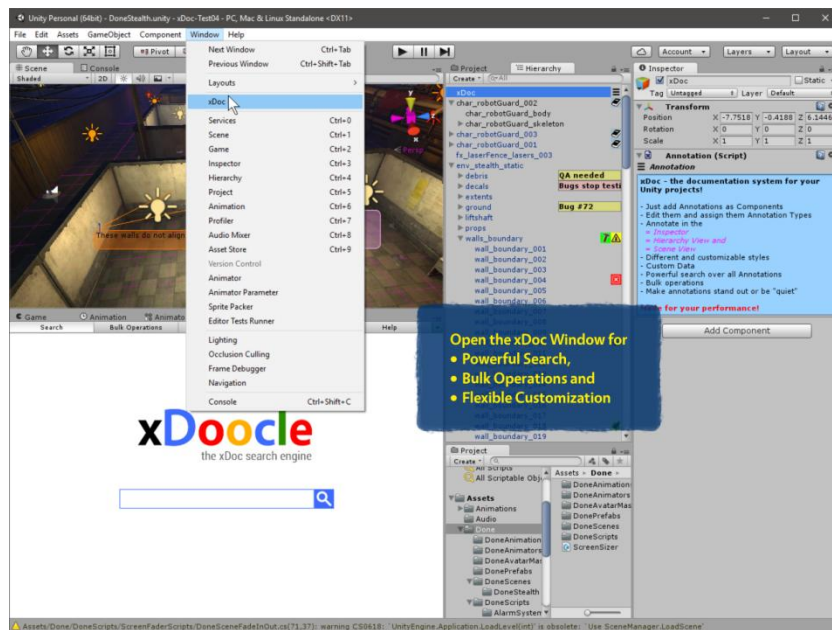 Unity Personal (64bit) - DoneStealth.unity - xDoc-Test04 - PC, Mac & Linux Standalone <DX11>
File Edit Assets GameObject Component Window Help
Pivot
Account
Layers
Layout
Scene
Console
Shaded
2D
Persp
These walls do not align
Next Window Ctrl+Tab
Previous Window Ctrl+Shift+Tab
Layouts
xDoc
Services Ctrl+0
Scene Ctrl+1
Game Ctrl+2
Inspector Ctrl+3
Hierarchy Ctrl+4
Project Ctrl+5
Animation Ctrl+6
Profiler Ctrl+7
Audio Mixer Ctrl+8
Asset Store Ctrl+9
Version Control
Animator
Animator Parameter
Sprite Packer
Editor Tests Runner
Lighting
Occlusion Culling
Frame Debugger
Navigation
Console Ctrl+Shift+C
Game
Animation
Animato
Search
Bulk Operations
Help
xDoocle
the xDoc search engine
Project
Hierarchy
Create
All
xDoc
char_robotGuard_002
char_robotGuard_body
char_robotGuard_skeleton
char_robotGuard_003
char_robotGuard_001
fx_laserFence_lasers_003
env_stealth_static
debris QA needed
decals Bugs stop testi
extents
ground Bug #72
liftshaft
props
walls_boundary
wall_boundary_001
wall_boundary_002
wall_boundary_003
wall_boundary_004
wall_boundary_005
wall_boundary_006
Open the xDoc Window for
• Powerful Search,
• Bulk Operations and
• Flexible Customization
wall_boundary_017
wall_boundary_018
wall_boundary_019
Project
Create
All Scripts
All Scriptable Obj
Assets
Animations
Audio
Done
DoneAnimation
DoneAnimators
DoneAvatarMas
DonePrefabs
DoneScenes
DoneStealth
DoneScripts
AlarmSystem
Assets Done
DoneAnimation
DoneAnimators
DoneAvatarMas
DonePrefabs
DoneScenes
DoneScripts
ScreenSizer
Inspector
xDoc
Static
Tag Untagged Layer Default
Transform
Position X -7.7518 Y -0.4188 Z 6.1446
Rotation X 0 Y 0 Z 0
Scale X 1 Y 1 Z 1
Annotation (Script)
Annotation
xDoc - the documentation system for your
Unity projects!
- Just add Annotations as Components
- Edit them and assign them Annotation Types
- Annotate in the
= Inspector
= Hierarchy View and
= Scene View
- Different and customizable styles
- Custom Data
- Powerful search over all Annotations
- Bulk operations
- Make annotations stand out or be "quiet"
for your performance!
Add Component
Assets/Done/DoneScripts/ScreenFaderScripts/DoneSceneFadeInOut.cs(71,37): warning CS0618: `UnityEngine.Application.LoadLevel(int)' is obsolete: `Use SceneManager.LoadScene'